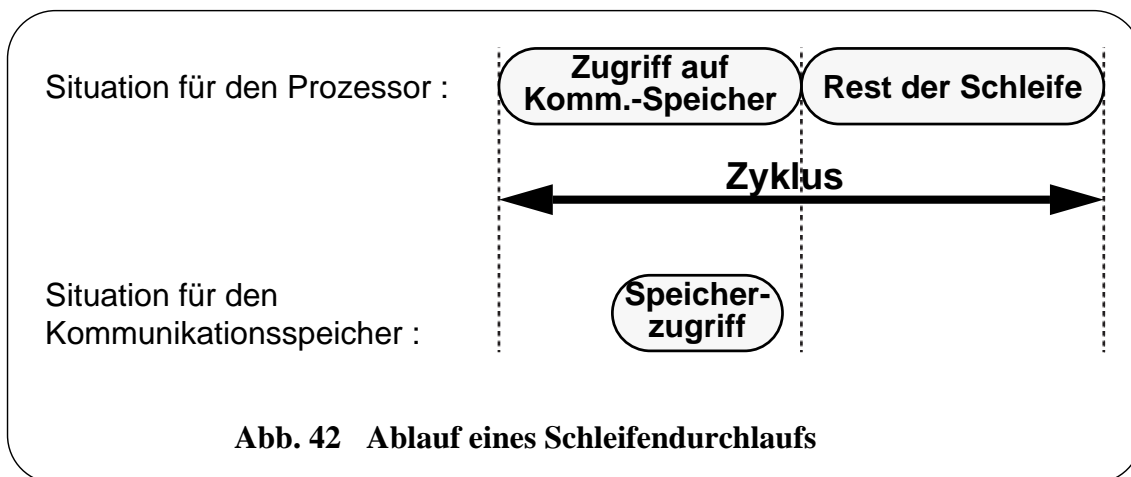 Situation für den Prozessor :
Zugriff auf
Komm.-Speicher
Rest der Schleife
Zyklus
Situation für den
Kommunikationsspeicher :
Speicher-
zugriff
Abb. 42 Ablauf eines Schleifendurchlaufs